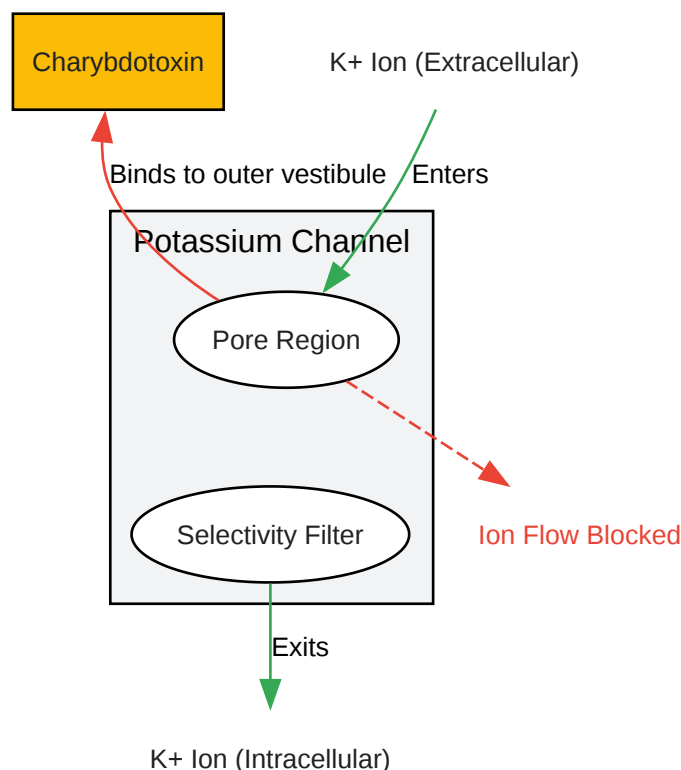 Charybdotoxin
K+ Ion (Extracellular)
Binds to outer vestibule
Enters
Potassium Channel
Pore Region
Selectivity Filter
Ion Flow Blocked
Exits
K+ Ion (Intracellular)